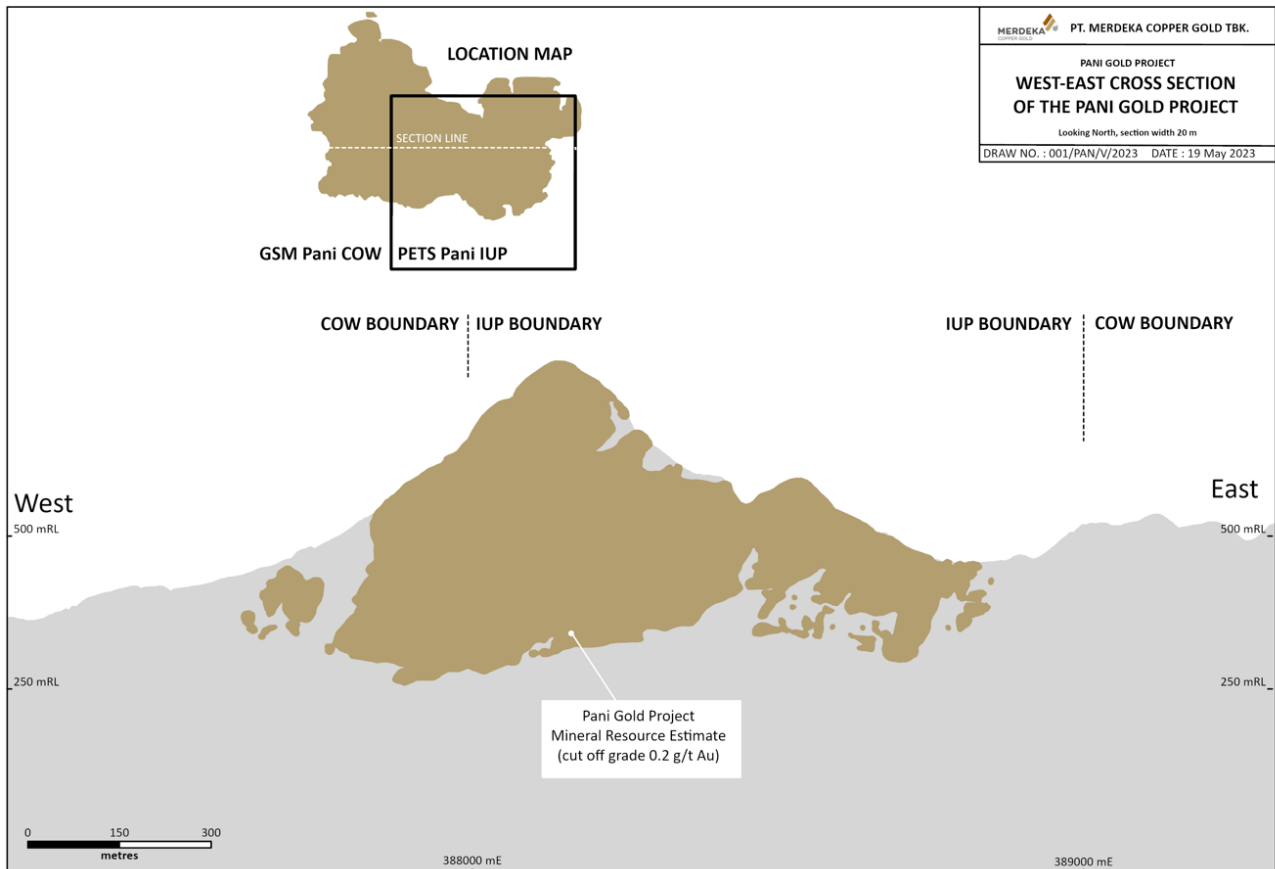 LOCATION MAP
SECTION LINE
GSM Pani COW
PETS Pani IUP
MERDEKA
COPPER GOLD
PT. MERDEKA COPPER GOLD TBK.
PANI GOLD PROJECT
WEST-EAST CROSS SECTION
OF THE PANI GOLD PROJECT
Looking North, section width 20 m
DRAW NO. : 001/PAN/V/2023 DATE : 19 May 2023
COW BOUNDARY
IUP BOUNDARY
IUP BOUNDARY
COW BOUNDARY
West
East
500 mRL
500 mRL
250 mRL
250 mRL
Pani Gold Project
Mineral Resource Estimate
(cut off grade 0.2 g/t Au)
0 150 300
metres
388000 mE
389000 mE